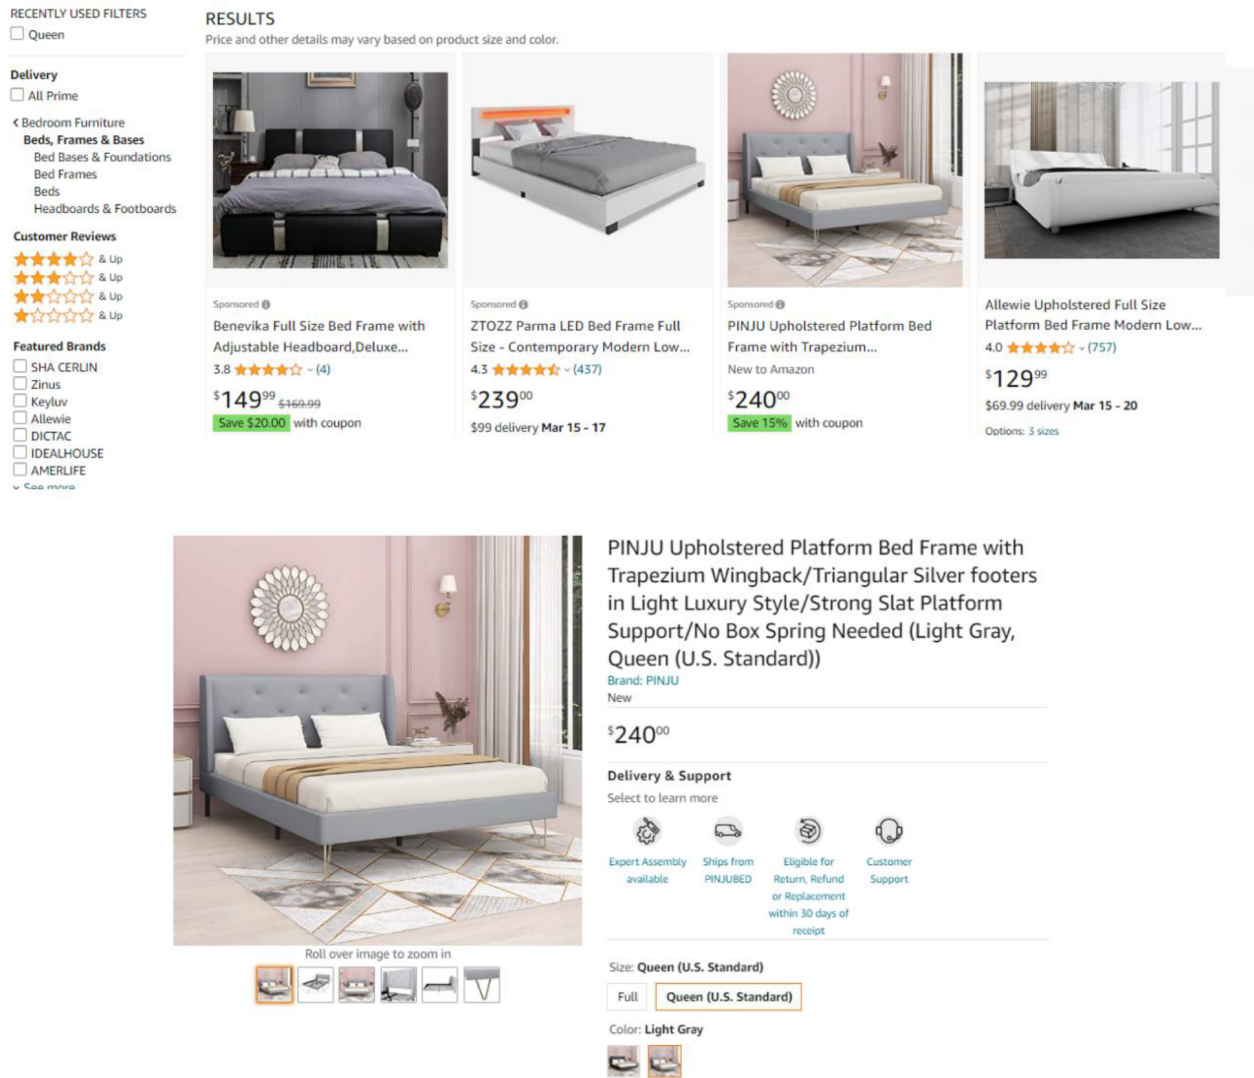 RECENTLY USED FILTERS
Queen
Delivery
All Prime
Bedroom Furniture
Beds, Frames & Bases
Bed Bases & Foundations
Bed Frames
Beds
Headboards & Footboards
Customer Reviews
& Up
& Up
& Up
& Up
Featured Brands
SHA CERLIN
Zinus
Keyluv
Allewie
DICTAC
IDEALHOUSE
AMERLIFE
See more
RESULTS
Price and other details may vary based on product size and color.
Sponsored
Benevika Full Size Bed Frame with
Adjustable Headboard,Deluxe...
3.8 (4)
$149⁹⁹ $169.99
Save $20.00 with coupon
Sponsored
ZTOZZ Parma LED Bed Frame Full
Size - Contemporary Modern Low...
4.3 (437)
$239⁰⁰
$99 delivery Mar 15 - 17
Sponsored
PINJU Upholstered Platform Bed
Frame with Trapezium...
New to Amazon
$240⁰⁰
Save 15% with coupon
Allewie Upholstered Full Size
Platform Bed Frame Modern Low...
4.0 (757)
$129⁹⁹
$69.99 delivery Mar 15 - 20
Options: 3 sizes
Roll over image to zoom in
PINJU Upholstered Platform Bed Frame with
Trapezium Wingback/Triangular Silver footers
in Light Luxury Style/Strong Slat Platform
Support/No Box Spring Needed (Light Gray,
Queen (U.S. Standard))
Brand: PINJU
New
$240⁰⁰
Delivery & Support
Select to learn more
Expert Assembly
available
Ships from
PINJUBED
Eligible for
Return, Refund
or Replacement
within 30 days of
receipt
Customer
Support
Size: Queen (U.S. Standard)
Full
Queen (U.S. Standard)
Color: Light Gray